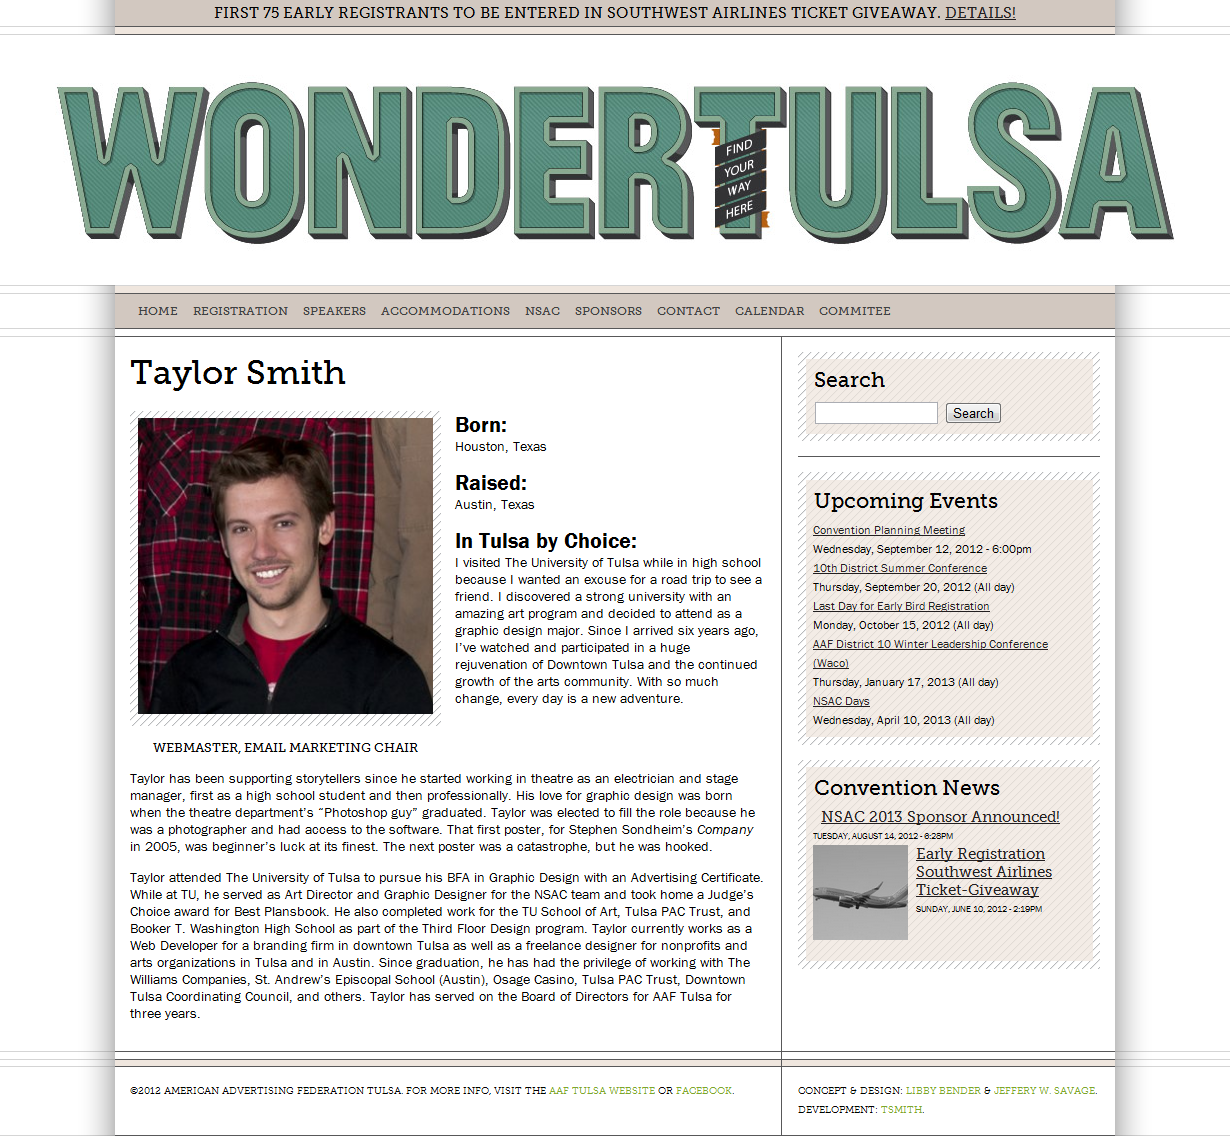 FIRST 75 EARLY REGISTRANTS TO BE ENTERED IN SOUTHWEST AIRLINES TICKET GIVEAWAY. DETAILS!
WONDERTULSA
FIND
YOUR
WAY
HERE
HOME REGISTRATION SPEAKERS ACCOMMODATIONS NSAC SPONSORS CONTACT CALENDAR COMMITEE
Taylor Smith
Born:
Houston, Texas
Raised:
Austin, Texas
In Tulsa by Choice:
I visited The University of Tulsa while in high school
because I wanted an excuse for a road trip to see a
friend. I discovered a strong university with an
amazing art program and decided to attend as a
graphic design major. Since I arrived six years ago,
I've watched and participated in a huge
rejuvenation of Downtown Tulsa and the continued
growth of the arts community. With so much
change, every day is a new adventure.
WEBMASTER, EMAIL MARKETING CHAIR
Taylor has been supporting storytellers since he started working in theatre as an electrician and stage
manager, first as a high school student and then professionally. His love for graphic design was born
when the theatre department's “Photoshop guy” graduated. Taylor was elected to fill the role because he
was a photographer and had access to the software. That first poster, for Stephen Sondheim's Company
in 2005, was beginner's luck at its finest. The next poster was a catastrophe, but he was hooked.
Taylor attended The University of Tulsa to pursue his BFA in Graphic Design with an Advertising Certificate.
While at TU, he served as Art Director and Graphic Designer for the NSAC team and took home a Judge's
Choice award for Best Plansbook. He also completed work for the TU School of Art, Tulsa PAC Trust, and
Booker T. Washington High School as part of the Third Floor Design program. Taylor currently works as a
Web Developer for a branding firm in downtown Tulsa as well as a freelance designer for nonprofits and
arts organizations in Tulsa and in Austin. Since graduation, he has had the privilege of working with The
Williams Companies, St. Andrew's Episcopal School (Austin), Osage Casino, Tulsa PAC Trust, Downtown
Tulsa Coordinating Council, and others. Taylor has served on the Board of Directors for AAF Tulsa for
three years.
Search
Search
Upcoming Events
Convention Planning Meeting
Wednesday, September 12, 2012 - 6:00pm
10th District Summer Conference
Thursday, September 20, 2012 (All day)
Last Day for Early Bird Registration
Monday, October 15, 2012 (All day)
AAF District 10 Winter Leadership Conference
(Waco)
Thursday, January 17, 2013 (All day)
NSAC Days
Wednesday, April 10, 2013 (All day)
Convention News
NSAC 2013 Sponsor Announced!
TUESDAY, AUGUST 14, 2012 - 6:28PM
Early Registration
Southwest Airlines
Ticket-Giveaway
SUNDAY, JUNE 10, 2012 - 2:19PM
©2012 AMERICAN ADVERTISING FEDERATION TULSA. FOR MORE INFO, VISIT THE AAF TULSA WEBSITE OR FACEBOOK.
CONCEPT & DESIGN: LIBBY BENDER & JEFFERY W. SAVAGE.
DEVELOPMENT: TSMITH.